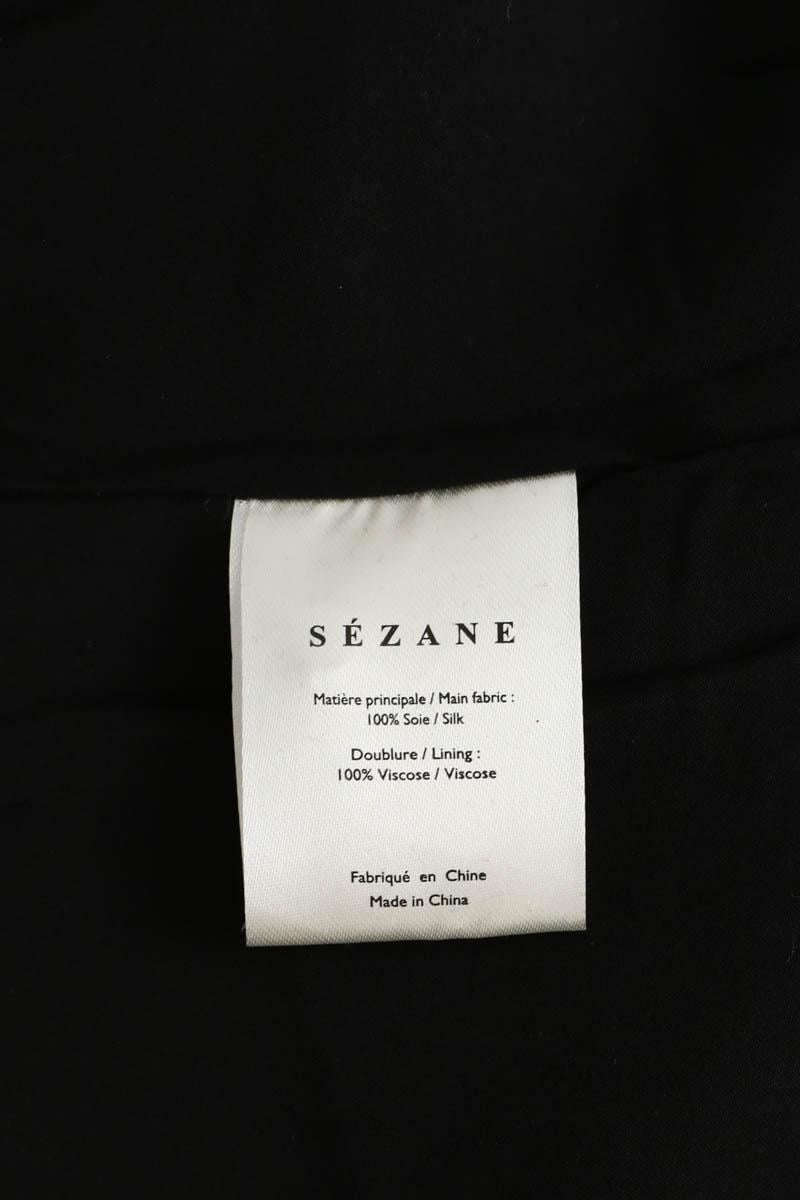 SÉZANE
Matière principale / Main fabric :
100% Soie / Silk
Doublure / Lining :
100% Viscose / Viscose
Fabriqué en Chine
Made in China